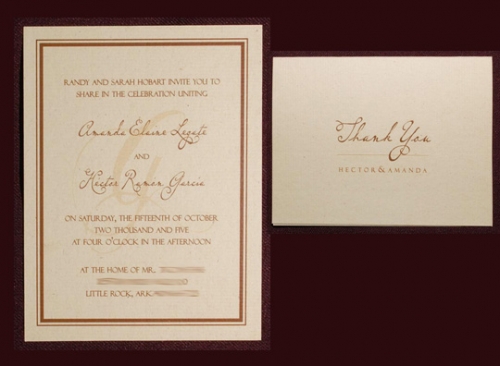 RANDY AND SARAH HOBART INVITE YOU TO
SHARE IN THE CELEBRATION UNITING
Amanda Elaine Legate
AND
Hector Ramon Garcia
ON SATURDAY, THE FIFTEENTH OF OCTOBER
TWO THOUSAND AND FIVE
AT FOUR O'CLOCK IN THE AFTERNOON
AT THE HOME OF MR.
LITTLE ROCK, ARK
Thank You
HECTOR & AMANDA